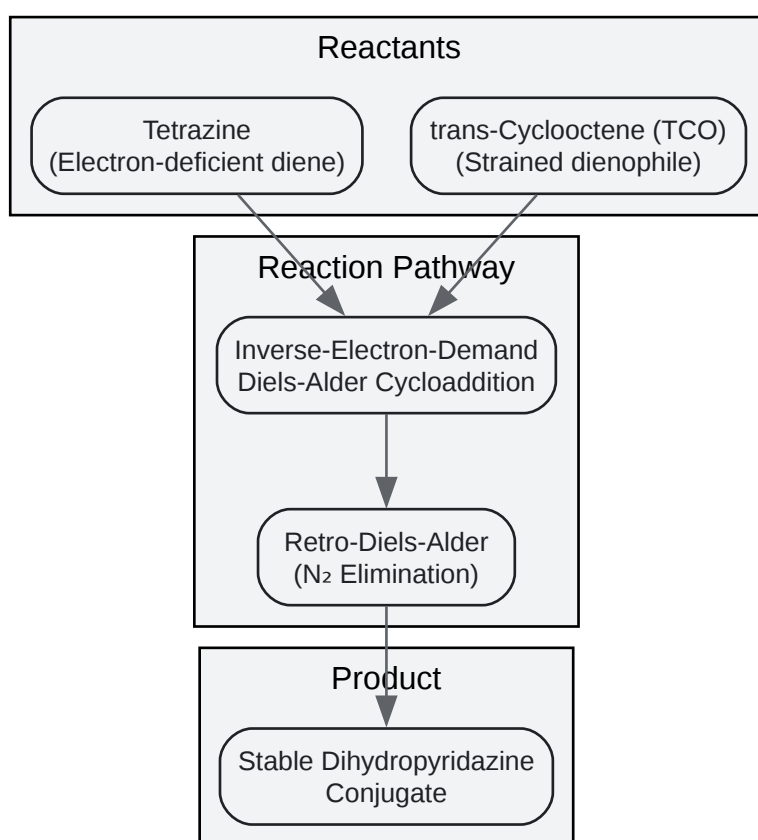 Reactants
Tetrazine
(Electron-deficient diene)
trans-Cyclooctene (TCO)
(Strained dienophile)
Reaction Pathway
Inverse-Electron-Demand
Diels-Alder Cycloaddition
Retro-Diels-Alder
(N₂ Elimination)
Product
Stable Dihydropyridazine
Conjugate